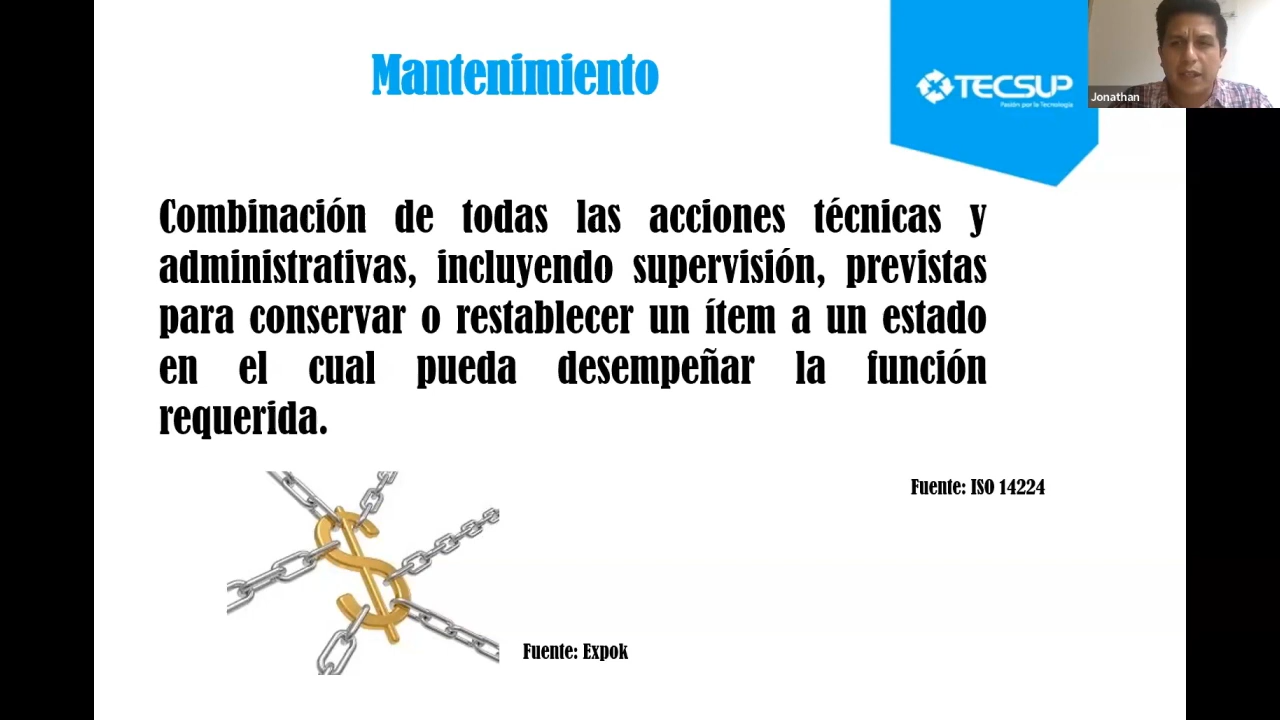 Mantenimiento
TECSUP
Pasión por la Tecnología
Jonathan
Combinación de todas las acciones técnicas y
administrativas, incluyendo supervisión, previstas
para conservar o restablecer un ítem a un estado
en el cual pueda desempeñar la función
requerida.
Fuente: ISO 14224
Fuente: Expok